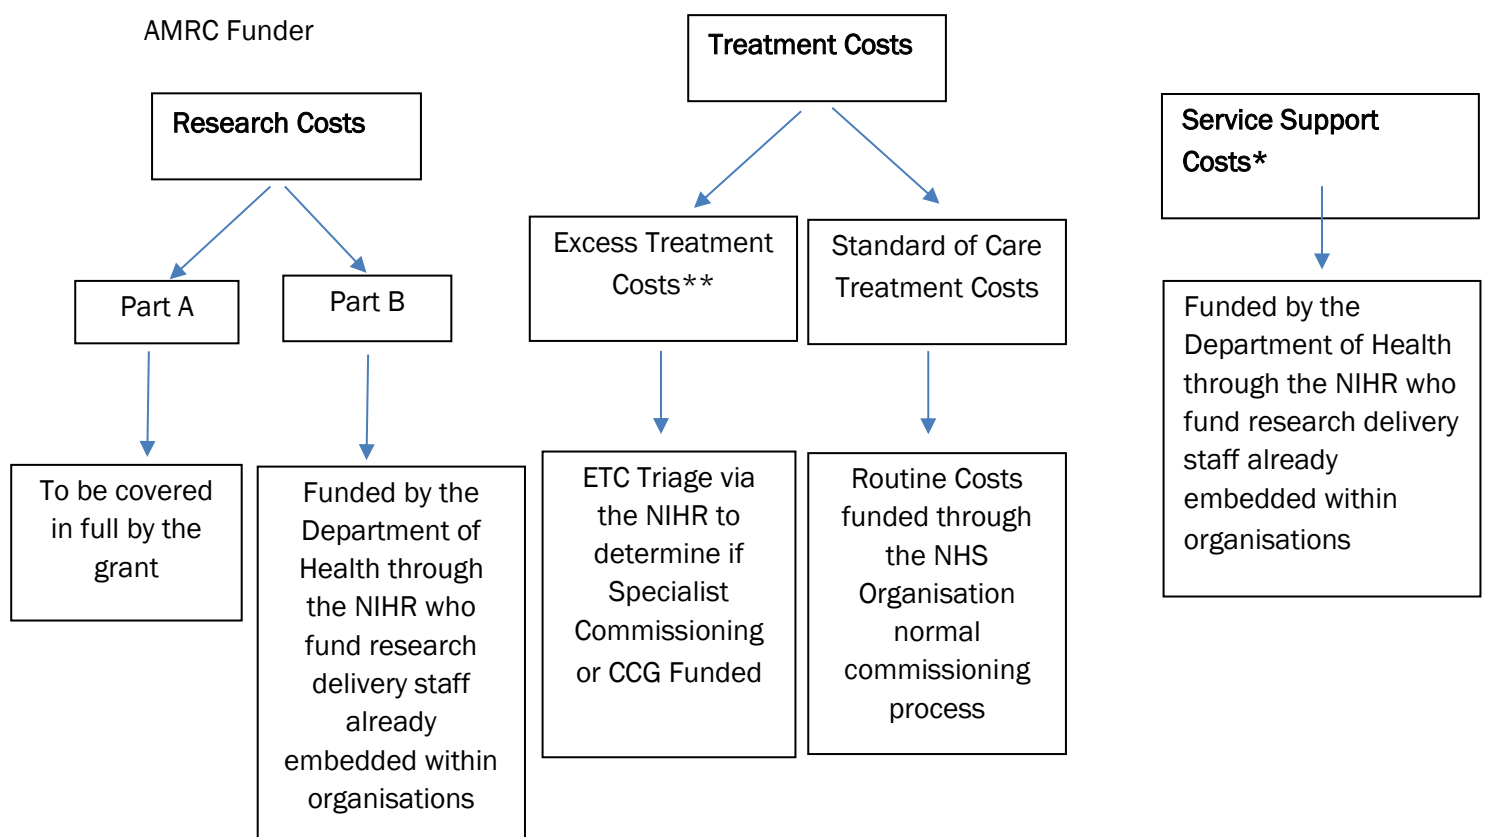 AMRC Funder
Research Costs
Part A
Part B
To be covered
in full by the
grant
Funded by the
Department of
Health through
the NIHR who
fund research
delivery staff
already
embedded within
organisations
Treatment Costs
Excess Treatment
Costs**
Standard of Care
Treatment Costs
ETC Triage via
the NIHR to
determine if
Specialist
Commissioning
or CCG Funded
Routine Costs
funded through
the NHS
Organisation
normal
commissioning
process
Service Support
Costs*
Funded by the
Department of Health
through the NIHR who
fund research delivery
staff already
embedded within
organisations